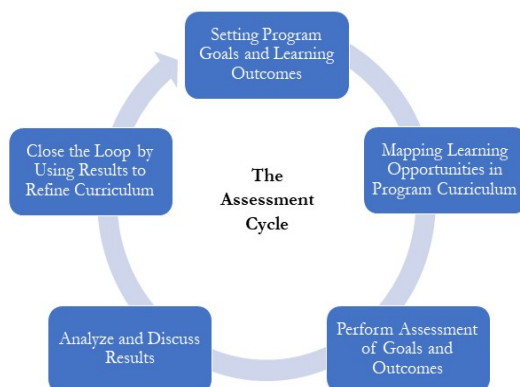 Setting Program
Goals and Learning
Outcomes
Mapping Learning
Opportunities in
Program Curriculum
Perform Assessment
of Goals and
Outcomes
Analyze and Discuss
Results
Close the Loop by
Using Results to
Refine Curriculum
The
Assessment
Cycle